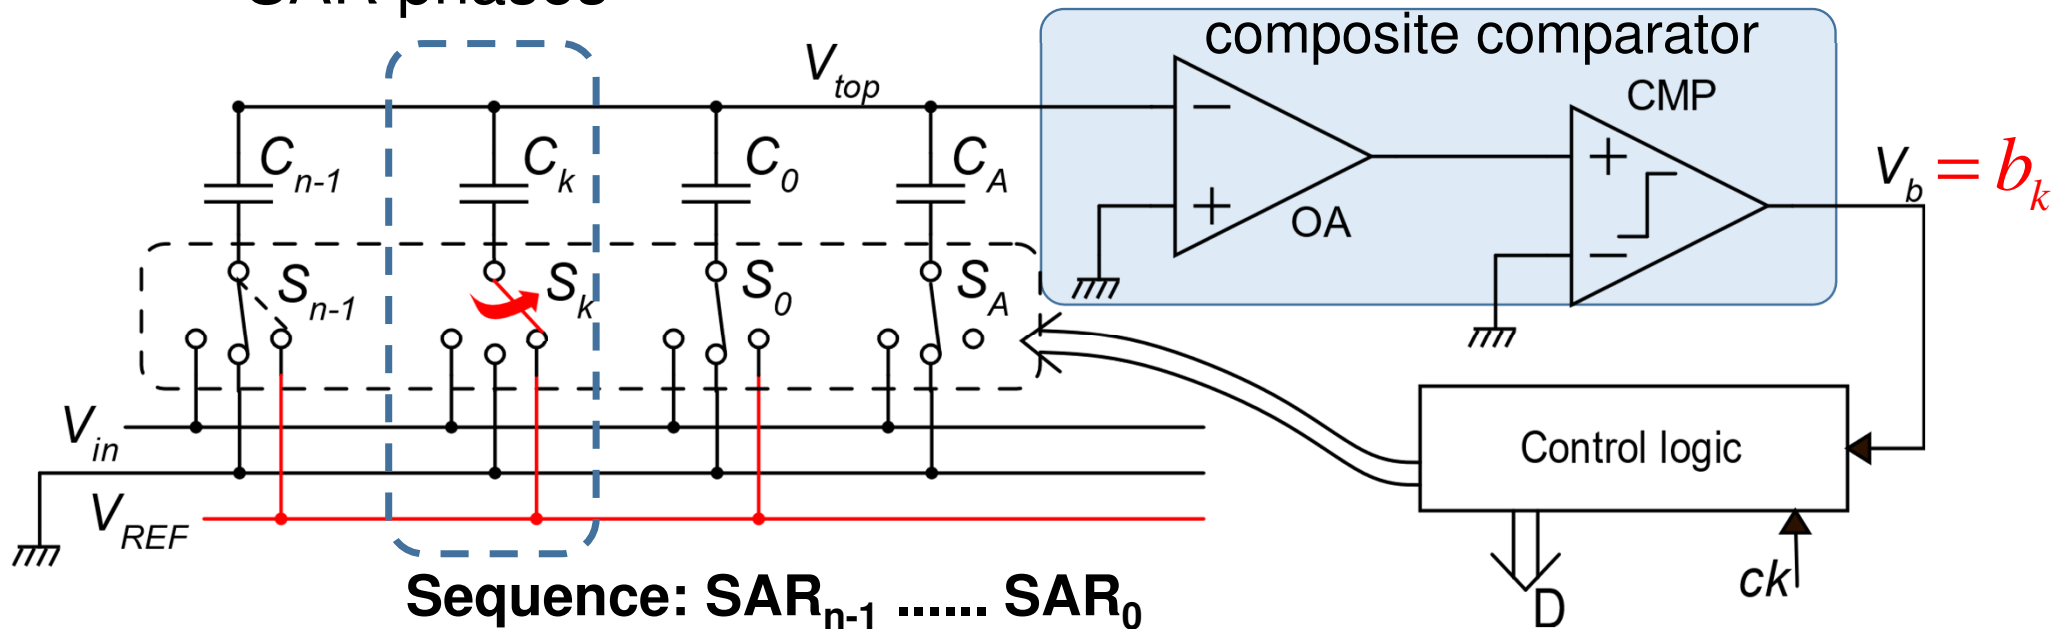 SAR phases
composite comparator
V_top
CMP
C_n-1
C_k
C_0
C_A
V_b = b_k
OA
S_n-1
S_k
S_0
S_A
V_in
V_REF
Control logic
ck
D
Sequence: SAR_n-1 ...... SAR_0